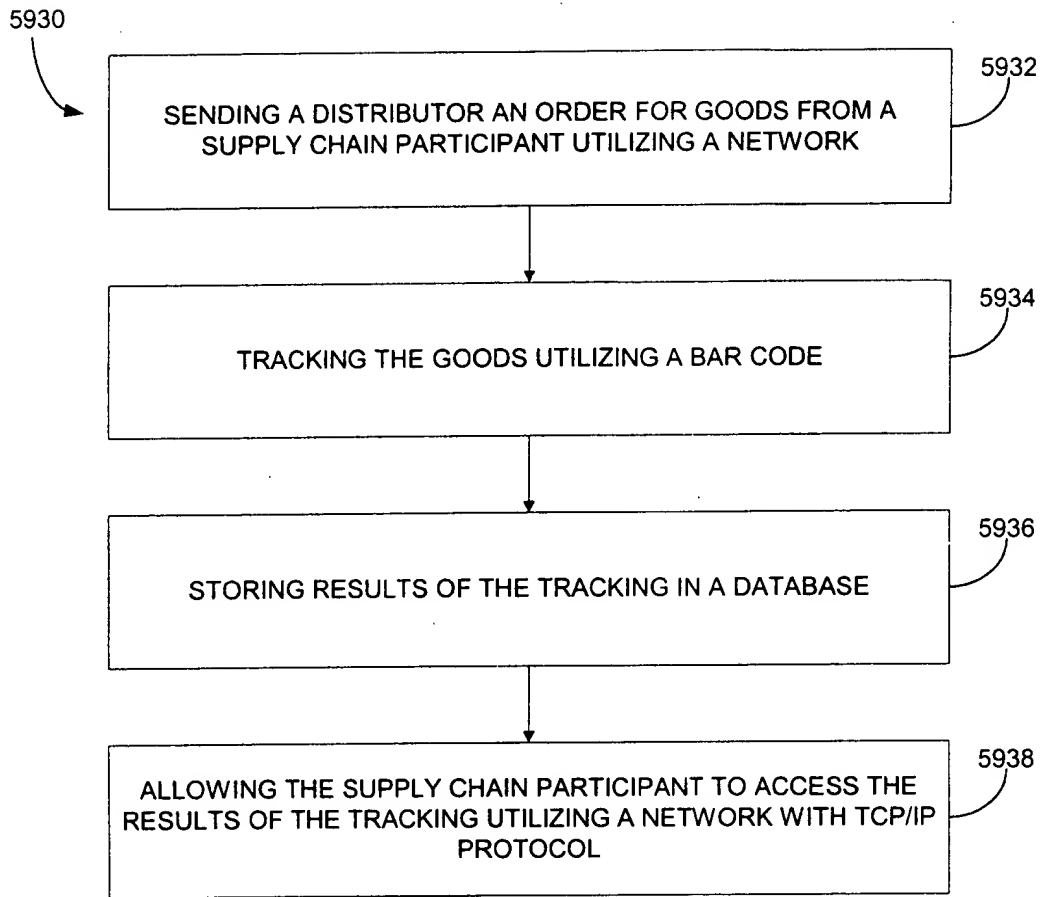 5930
5932
SENDING A DISTRIBUTOR AN ORDER FOR GOODS FROM A
SUPPLY CHAIN PARTICIPANT UTILIZING A NETWORK
5934
TRACKING THE GOODS UTILIZING A BAR CODE
5936
STORING RESULTS OF THE TRACKING IN A DATABASE
5938
ALLOWING THE SUPPLY CHAIN PARTICIPANT TO ACCESS THE
RESULTS OF THE TRACKING UTILIZING A NETWORK WITH TCP/IP
PROTOCOL